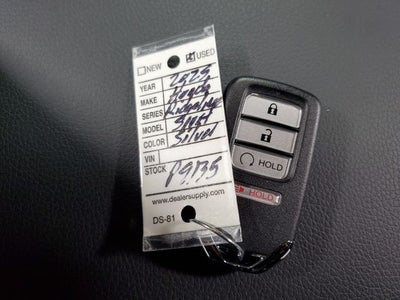 NEW USED
YEAR 2023
MAKE Honda
SERIES Ridgeline
MODEL
COLOR Silver
VIN
STOCK P9135
www.dealersupply.com
DS-81
HOLD
HOLD